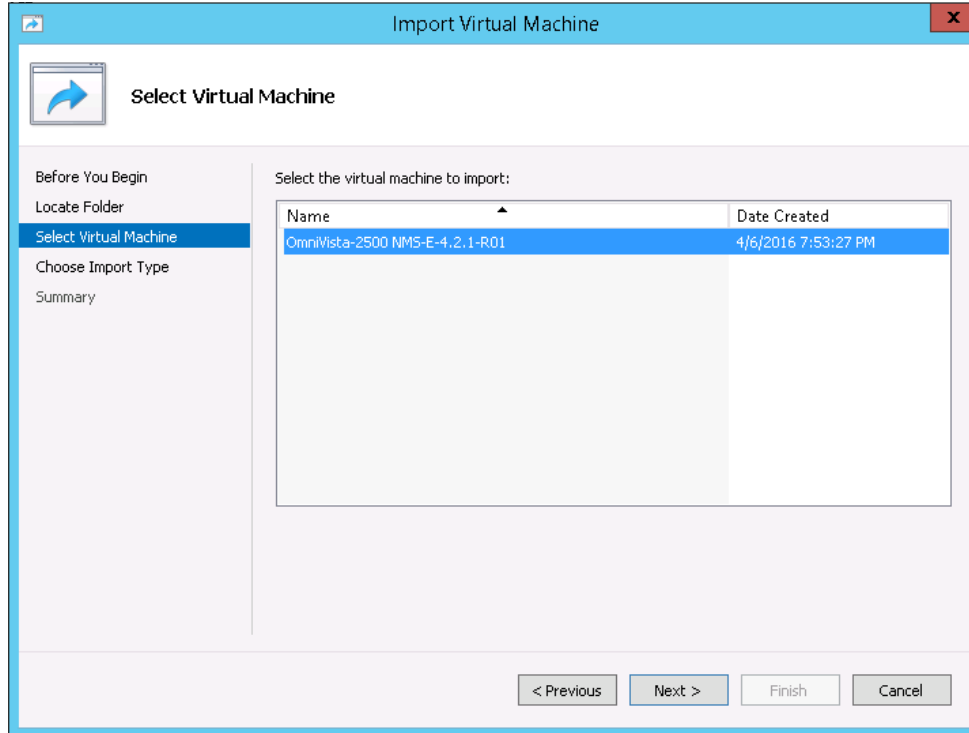 Import Virtual Machine
x
Select Virtual Machine
Before You Begin
Locate Folder
Select Virtual Machine
Choose Import Type
Summary
Select the virtual machine to import:
Name Date Created
OmniVista-2500 NMS-E-4.2.1-R01 4/6/2016 7:53:27 PM
< Previous Next > Finish Cancel